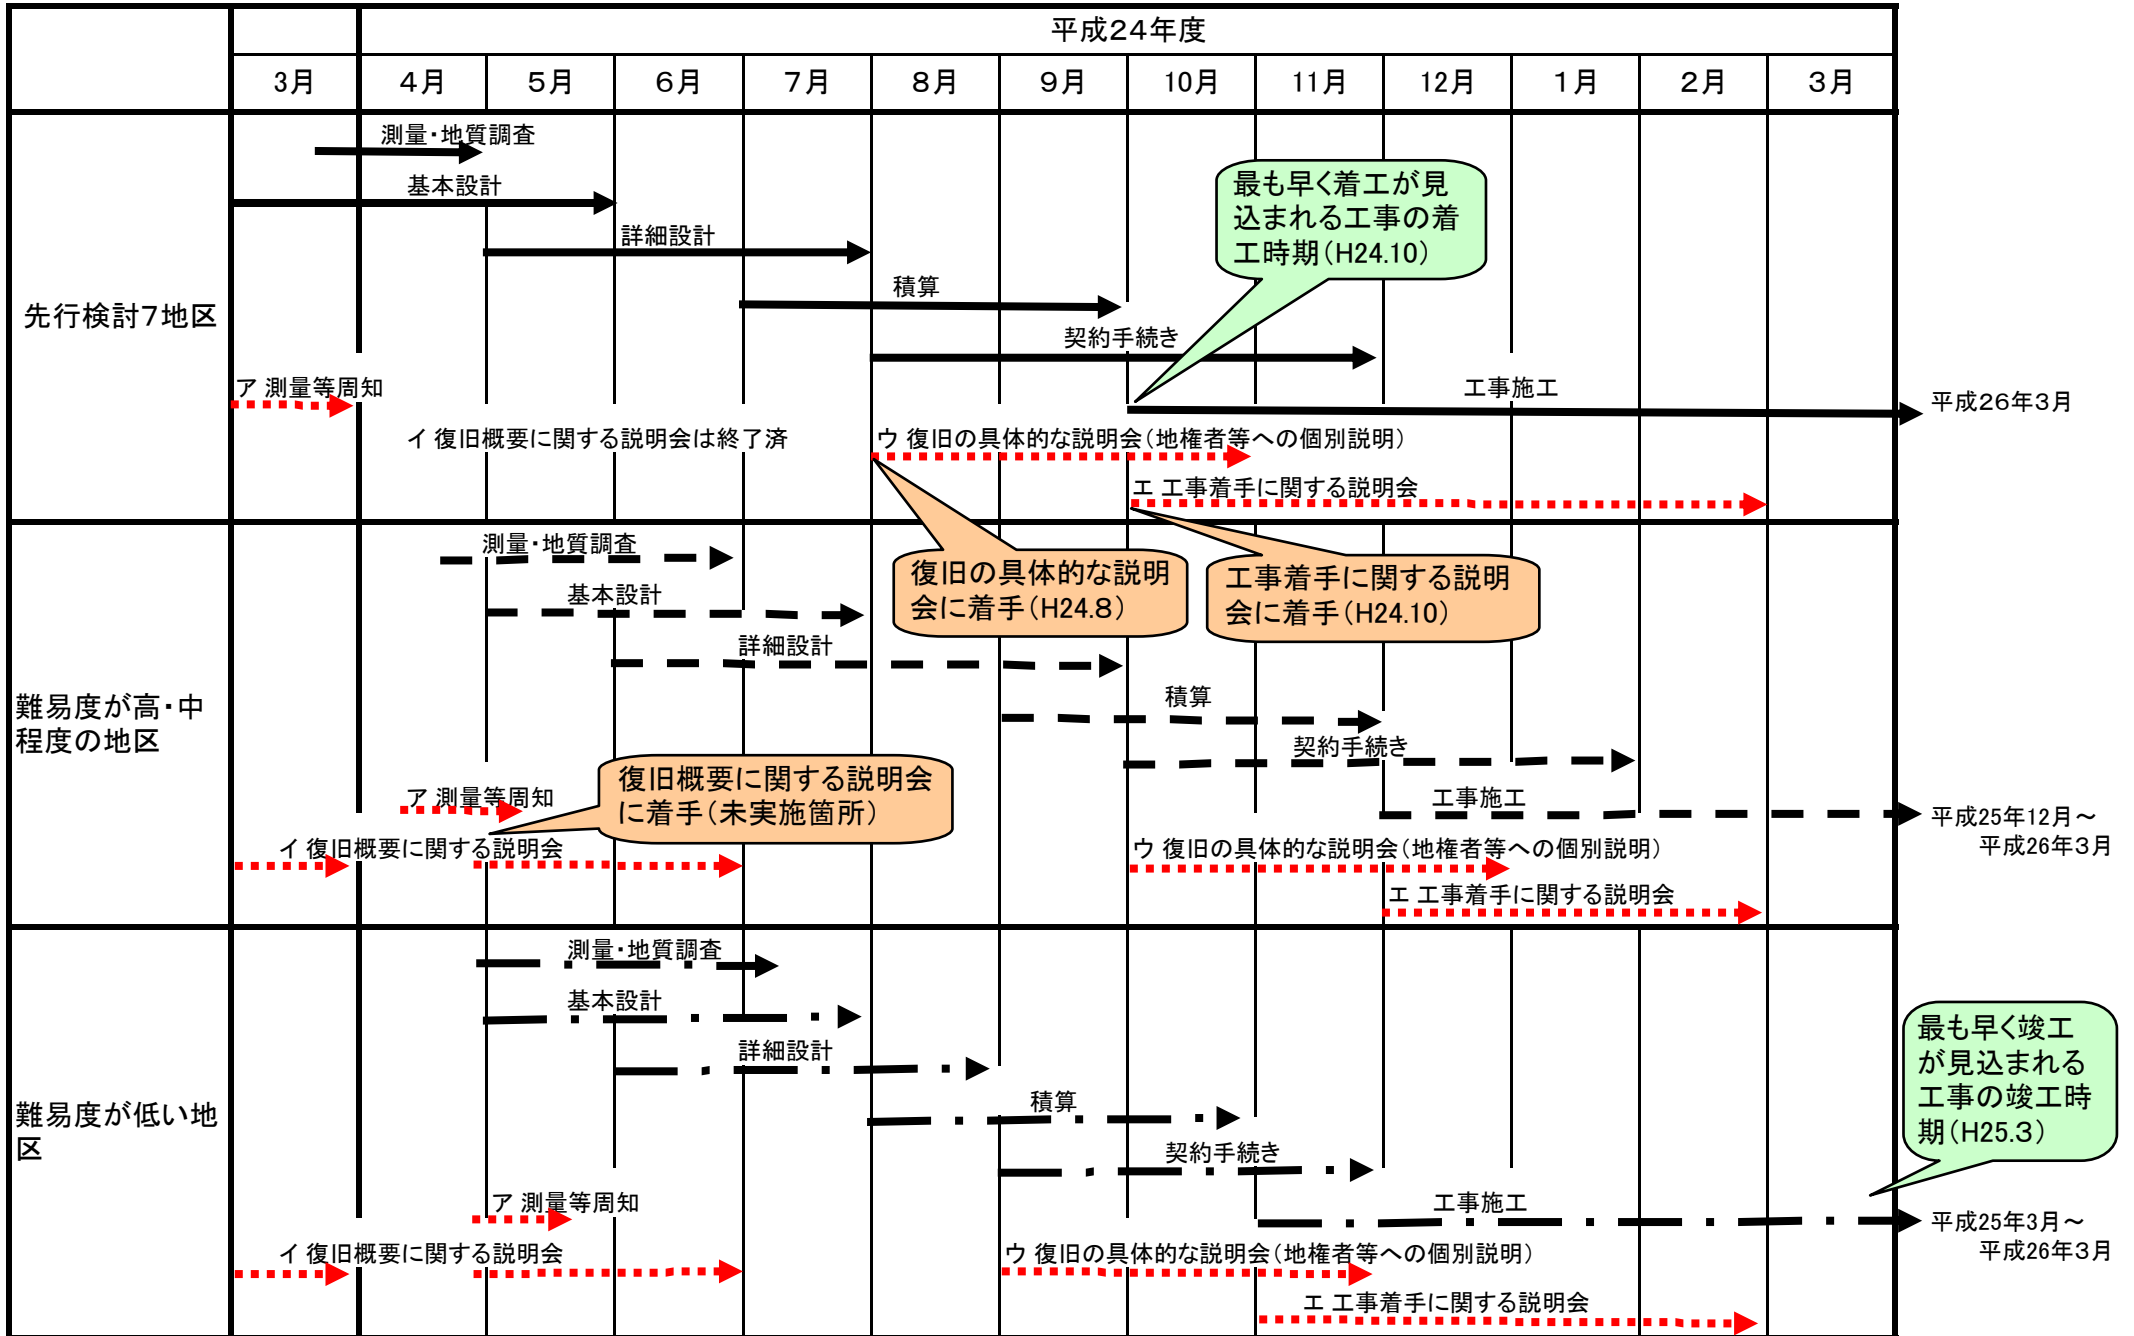 平成24年度
3月 4月 5月 6月 7月 8月 9月 10月 11月 12月 1月 2月 3月
先行検討7地区
測量・地質調査
基本設計
詳細設計
積算
契約手続き
最も早く着工が見
込まれる工事の着
工時期(H24.10)
ア 測量等周知
工事施工
平成26年3月
イ 復旧概要に関する説明会は終了済
ウ 復旧の具体的な説明会(地権者等への個別説明)
エ 工事着手に関する説明会
復旧の具体的な説明
会に着手(H24.8)
工事着手に関する説明
会に着手(H24.10)
難易度が高・中
程度の地区
測量・地質調査
基本設計
詳細設計
積算
契約手続き
復旧概要に関する説明会
に着手(未実施箇所)
ア 測量等周知
工事施工
平成25年12月~
平成26年3月
イ 復旧概要に関する説明会
ウ 復旧の具体的な説明会(地権者等への個別説明)
エ 工事着手に関する説明会
難易度が低い地
区
測量・地質調査
基本設計
詳細設計
積算
契約手続き
最も早く竣工
が見込まれる
工事の竣工時
期(H25.3)
ア 測量等周知
工事施工
平成25年3月~
平成26年3月
イ 復旧概要に関する説明会
ウ 復旧の具体的な説明会(地権者等への個別説明)
エ 工事着手に関する説明会